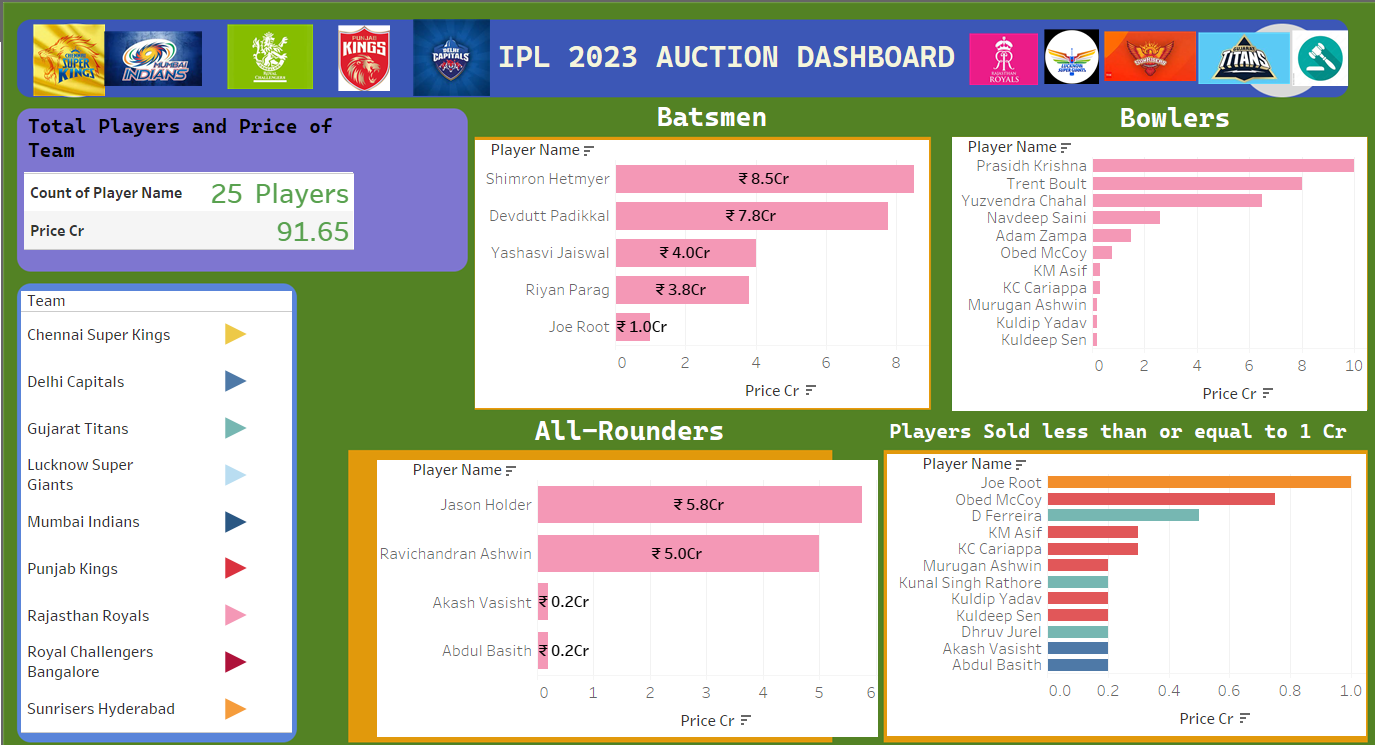 CHENNAI
SUPER
KINGS
MUMBAI
INDIANS
ROYAL
CHALLENGERS
PUNJAB
KINGS
DELHI
CAPITALS
IPL 2023 AUCTION DASHBOARD
RAJASTHAN
ROYALS
LUCKNOW
SUPER GIANTS
SUNRISERS
GUJARAT
TITANS
Total Players and Price of
Team
Count of Player Name 25 Players
Price Cr 91.65
Team
Chennai Super Kings
Delhi Capitals
Gujarat Titans
Lucknow Super
Giants
Mumbai Indians
Punjab Kings
Rajasthan Royals
Royal Challengers
Bangalore
Sunrisers Hyderabad
Batsmen
Player Name
Shimron Hetmyer ₹ 8.5Cr
Devdutt Padikkal ₹ 7.8Cr
Yashasvi Jaiswal ₹ 4.0Cr
Riyan Parag ₹ 3.8Cr
Joe Root ₹ 1.0Cr
0 2 4 6 8
Price Cr
Bowlers
Player Name
Prasidh Krishna
Trent Boult
Yuzvendra Chahal
Navdeep Saini
Adam Zampa
Obed McCoy
KM Asif
KC Cariappa
Murugan Ashwin
Kuldip Yadav
Kuldeep Sen
0 2 4 6 8 10
Price Cr
All-Rounders
Player Name
Jason Holder ₹ 5.8Cr
Ravichandran Ashwin ₹ 5.0Cr
Akash Vasisht ₹ 0.2Cr
Abdul Basith ₹ 0.2Cr
0 1 2 3 4 5 6
Price Cr
Players Sold less than or equal to 1 Cr
Player Name
Joe Root
Obed McCoy
D Ferreira
KM Asif
KC Cariappa
Murugan Ashwin
Kunal Singh Rathore
Kuldip Yadav
Kuldeep Sen
Dhruv Jurel
Akash Vasisht
Abdul Basith
0.0 0.2 0.4 0.6 0.8 1.0
Price Cr